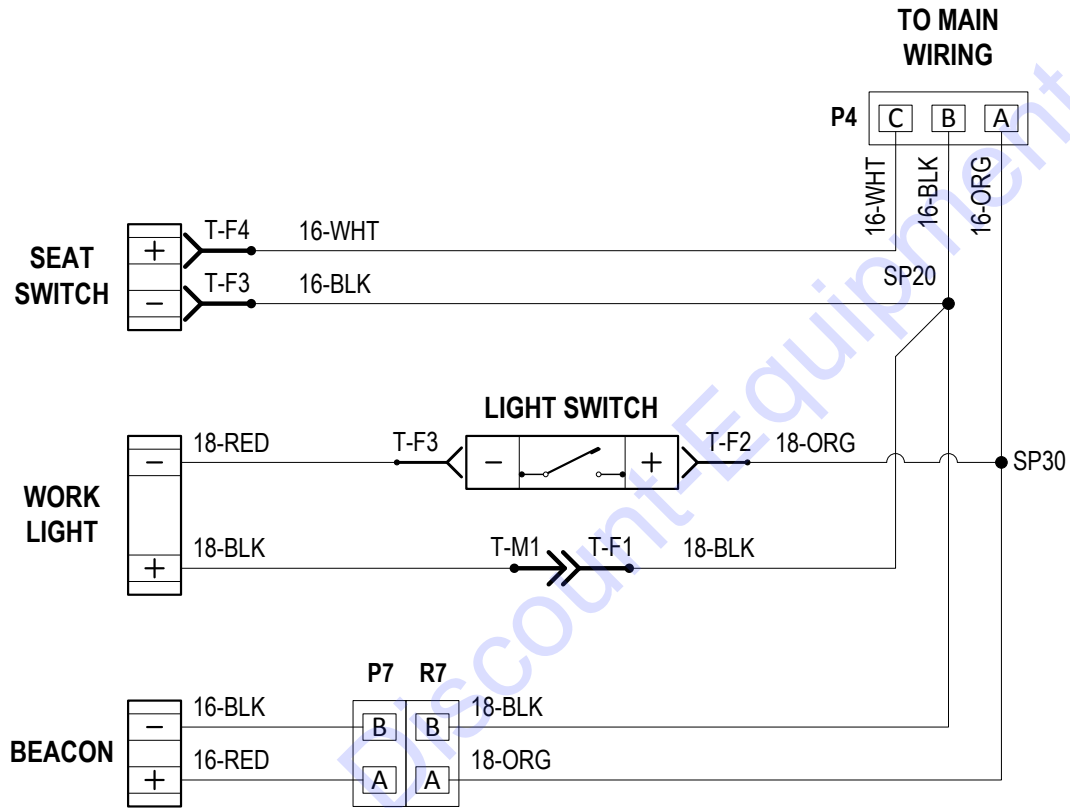 TO MAIN
WIRING
P4
C
B
A
16-WHT
16-BLK
16-ORG
SEAT
SWITCH
+
T-F4
16-WHT
−
T-F3
16-BLK
SP20
LIGHT SWITCH
WORK
LIGHT
−
18-RED
T-F3
−
+
T-F2
18-ORG
SP30
+
18-BLK
T-M1
T-F1
18-BLK
P7
R7
BEACON
−
16-BLK
B
B
18-BLK
+
16-RED
A
A
18-ORG
Discount-Equipment